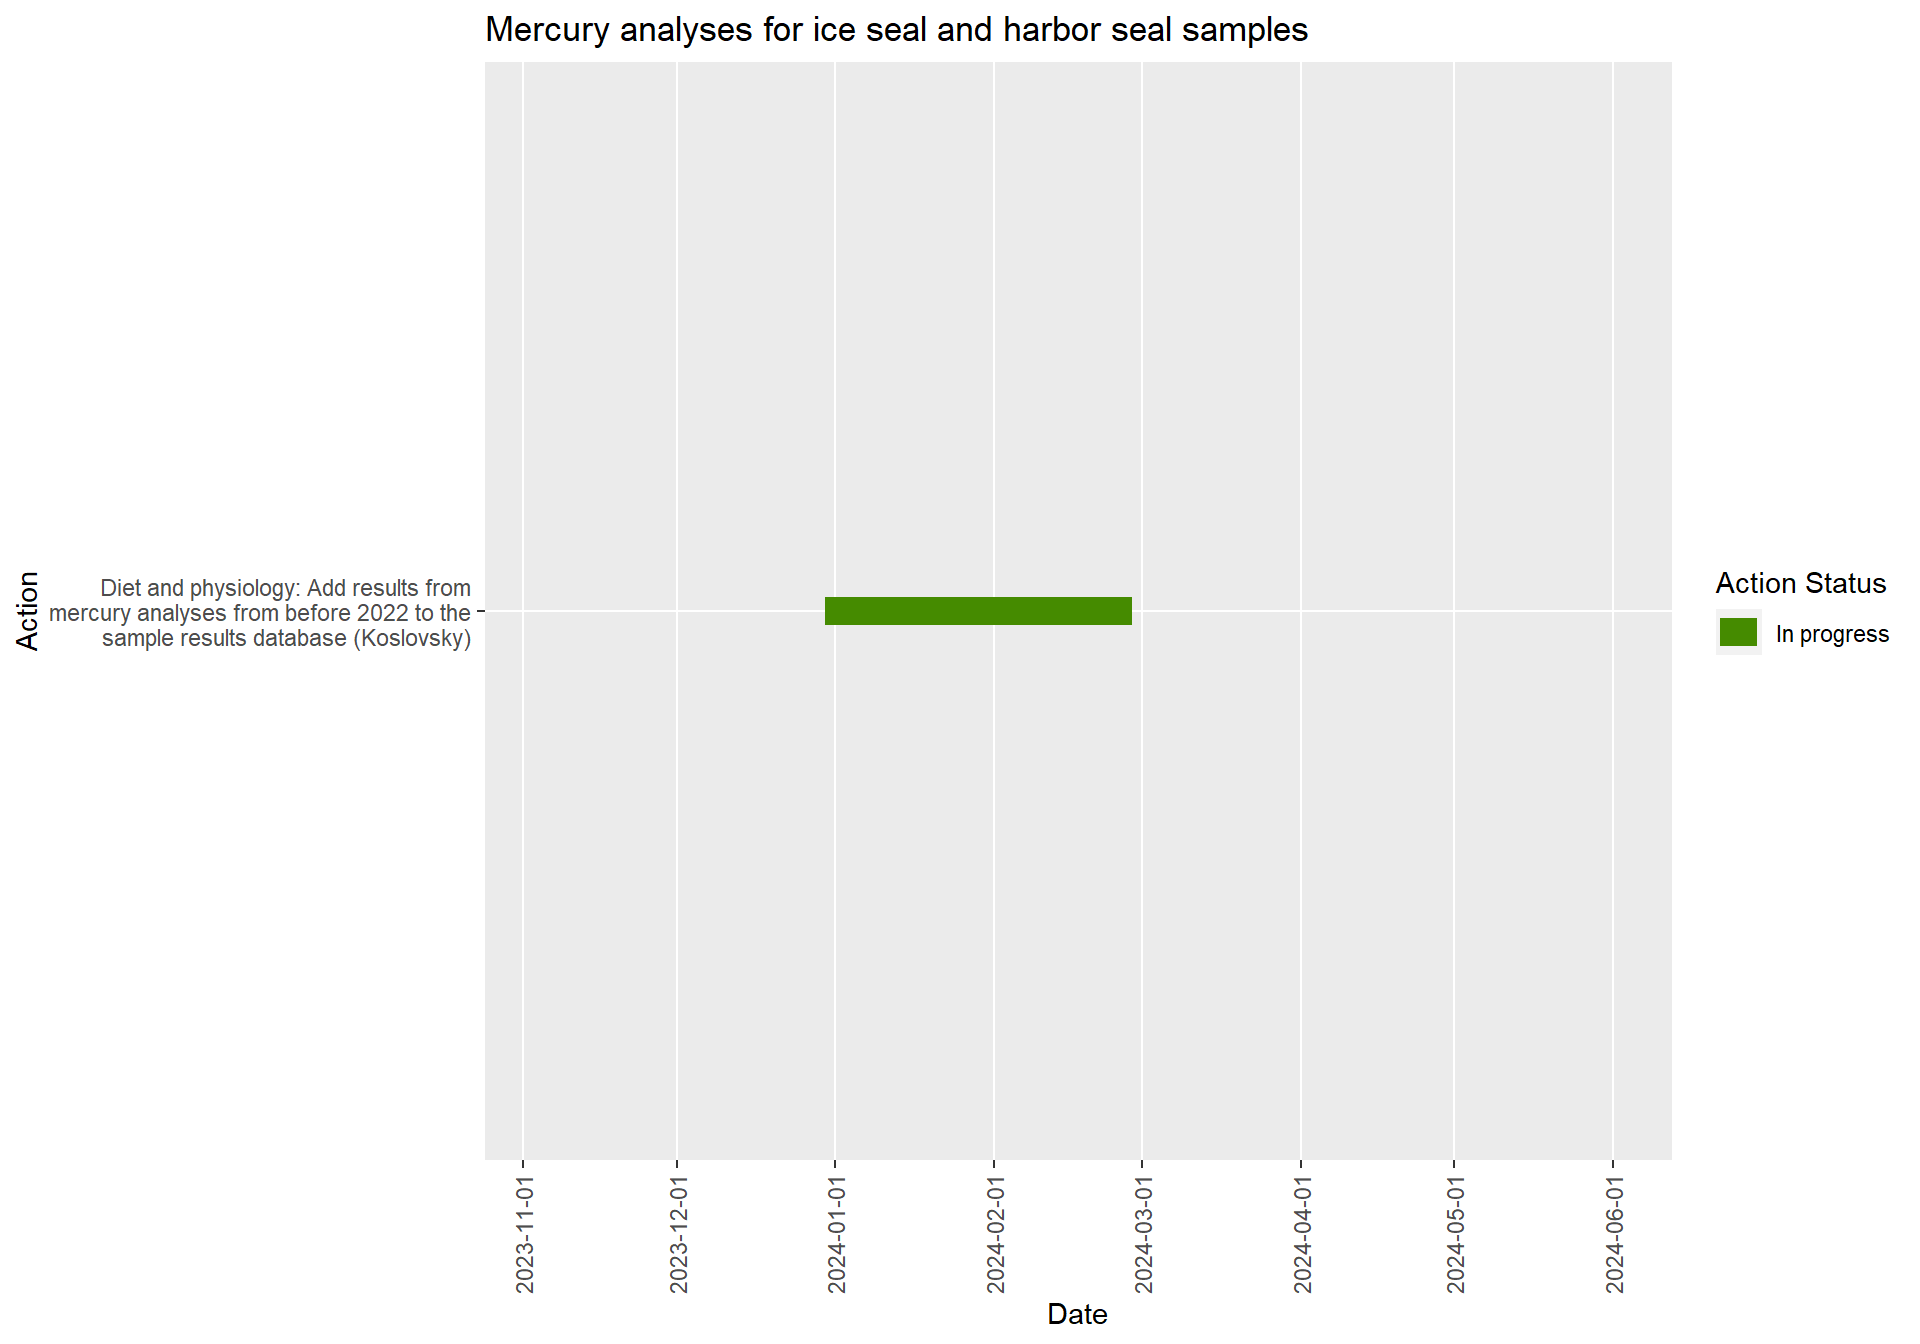 Mercury analyses for ice seal and harbor seal samples
Action
Diet and physiology: Add results from
mercury analyses from before 2022 to the
sample results database (Koslovsky)
Action Status
In progress
2023-11-01
2023-12-01
2024-01-01
2024-02-01
2024-03-01
2024-04-01
2024-05-01
2024-06-01
Date